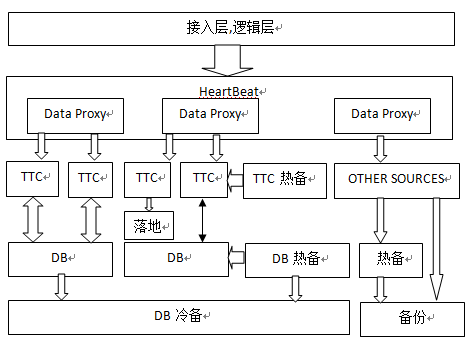 接入层,逻辑层
HeartBeat
Data Proxy
Data Proxy
Data Proxy
TTC
TTC
TTC
TTC
TTC 热备
OTHER SOURCES
落地
DB
DB
DB 热备
热备
DB 冷备
备份